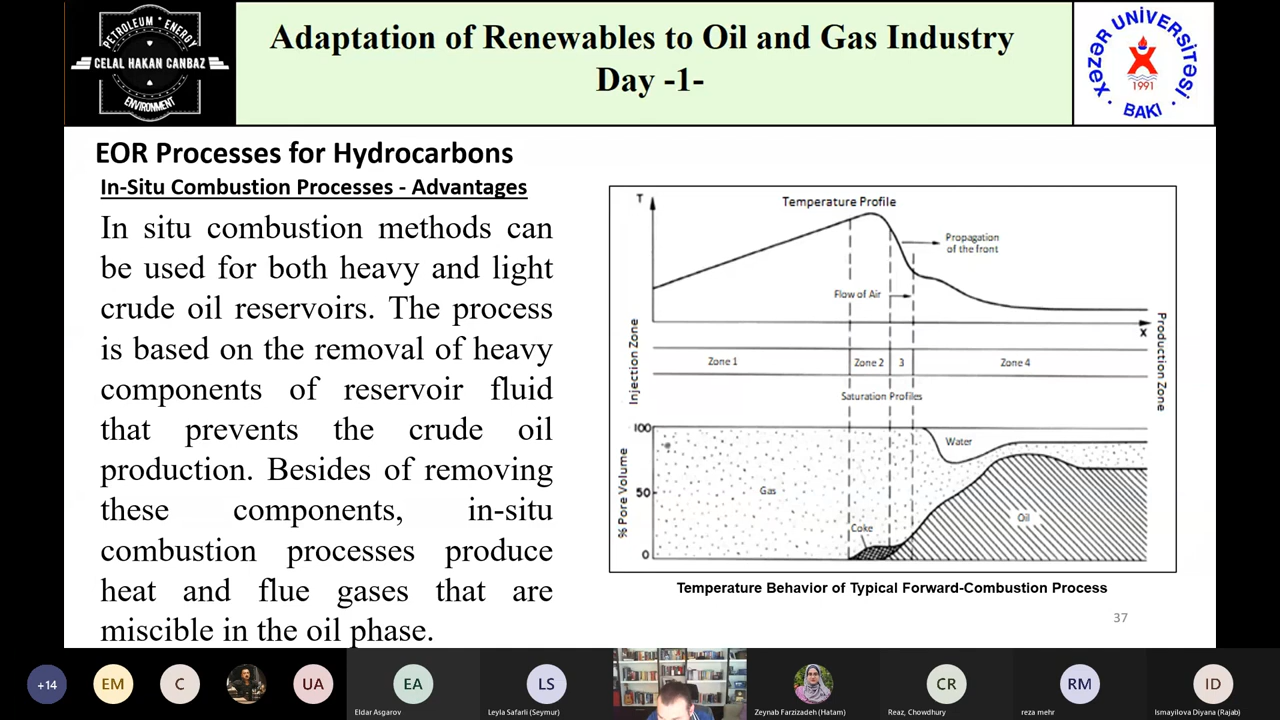 PETROLEUM * ENERGY
CELAL HAKAN CANBAZ
ENVIRONMENT
Adaptation of Renewables to Oil and Gas Industry
Day -1-
XƏZƏR UNİVERSİTƏSİ
1991
· BAKI ·
EOR Processes for Hydrocarbons
In-Situ Combustion Processes - Advantages
In situ combustion methods can
be used for both heavy and light
crude oil reservoirs. The process
is based on the removal of heavy
components of reservoir fluid
that prevents the crude oil
production. Besides of removing
these components, in-situ
combustion processes produce
heat and flue gases that are
miscible in the oil phase.
T
Temperature Profile
Propagation
of the front
Flow of Air
x
Injection Zone
Production Zone
Zone 1
Zone 2
3
Zone 4
Saturation Profiles
% Pore Volume
100
50
0
Gas
Water
Coke
Oil
Temperature Behavior of Typical Forward-Combustion Process
37
+14
EM
C
UA
EA
Eldar Asgarov
LS
Leyla Safarli (Seymur)
Zeynab Farzizadeh (Hatam)
CR
Reaz, Chowdhury
RM
reza mehr
ID
Ismayilova Diyana (Rajab)